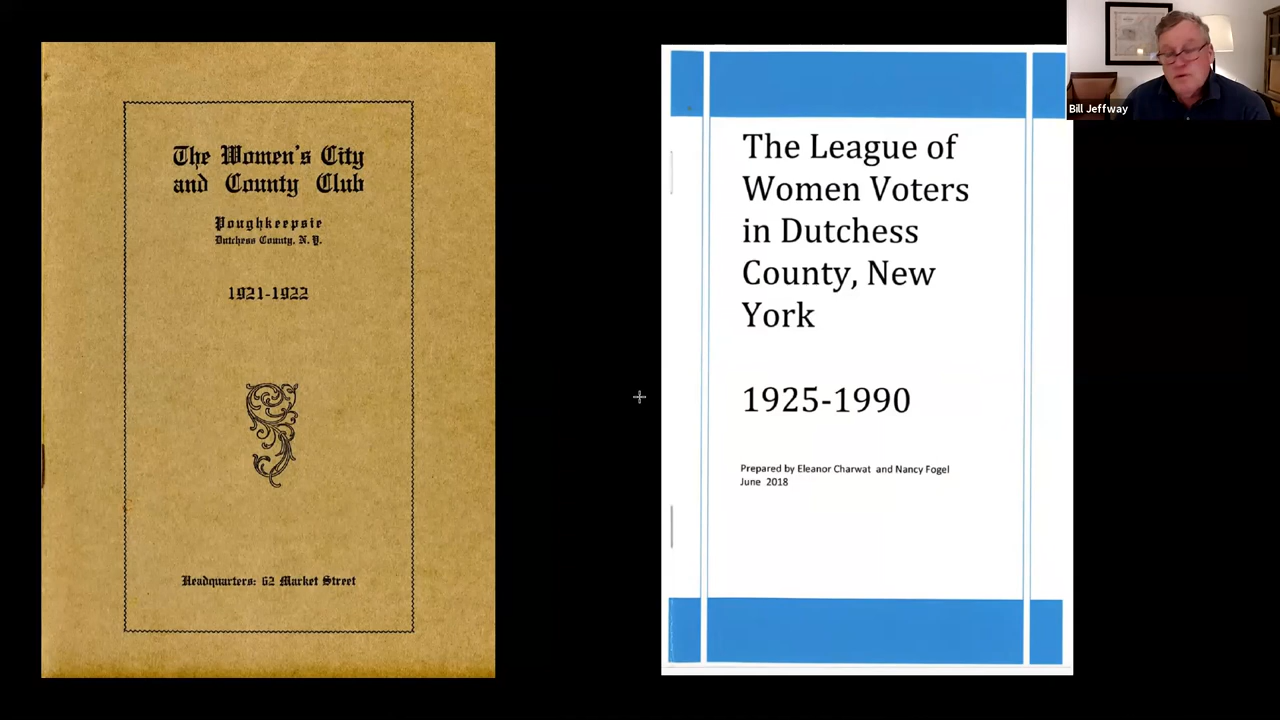 The Women's City
and County Club
Poughkeepsie
Dutchess County, N. Y.
1921-1922
Headquarters: 62 Market Street
The League of
Women Voters
in Dutchess
County, New
York
1925-1990
Prepared by Eleanor Charwat and Nancy Fogel
June 2018
Bill Jeffway